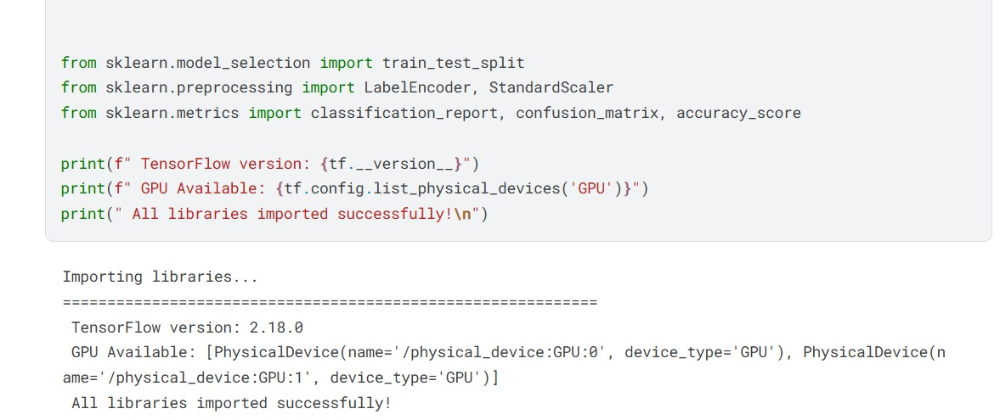 from sklearn.model_selection import train_test_split
from sklearn.preprocessing import LabelEncoder, StandardScaler
from sklearn.metrics import classification_report, confusion_matrix, accuracy_score
print(f" TensorFlow version: {tf.__version__}")
print(f" GPU Available: {tf.config.list_physical_devices('GPU')}")
print(" All libraries imported successfully!\n")
Importing libraries...
============================================================
TensorFlow version: 2.18.0
GPU Available: [PhysicalDevice(name='/physical_device:GPU:0', device_type='GPU'), PhysicalDevice(n
ame='/physical_device:GPU:1', device_type='GPU')]
All libraries imported successfully!